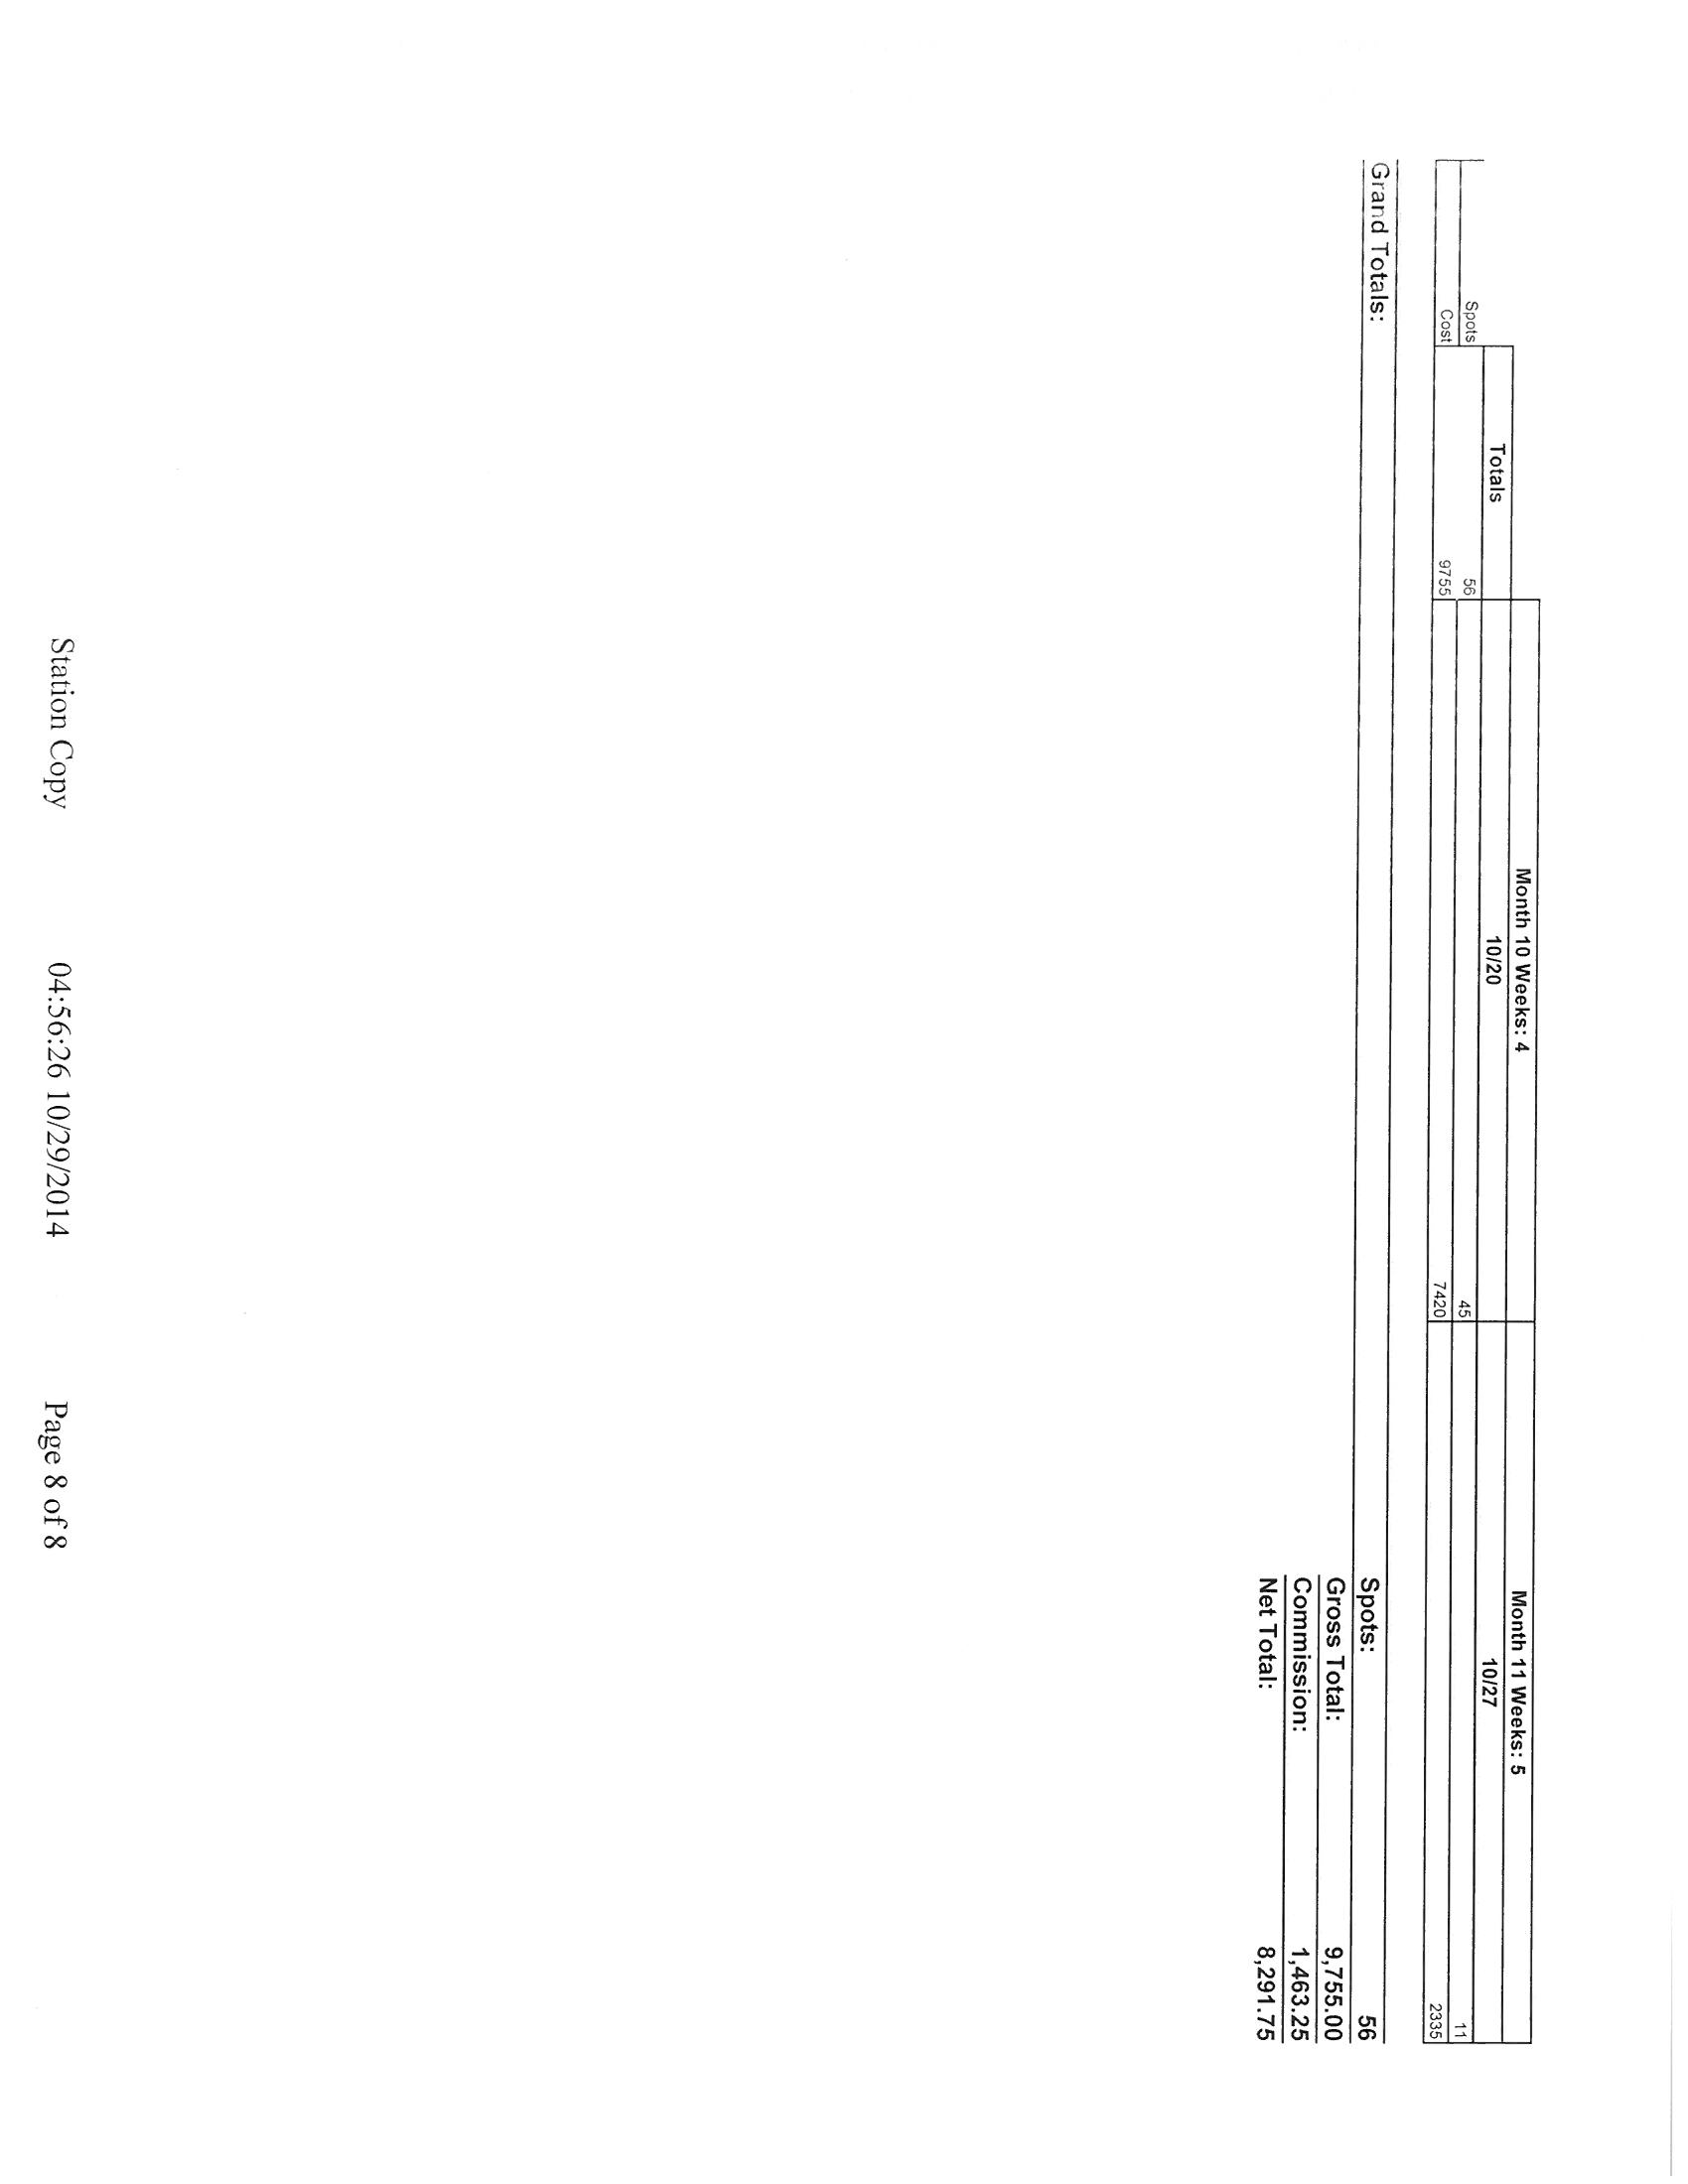 Month 10 Weeks: 4 Month 11 Weeks: 5
Totals 10/20 10/27
Spots 56 45 11
Cost 9755 7420 2335
Grand Totals:
Spots: 56
Gross Total: 9,755.00
Commission: 1,463.25
Net Total: 8,291.75
Station Copy 04:56:26 10/29/2014 Page 8 of 8